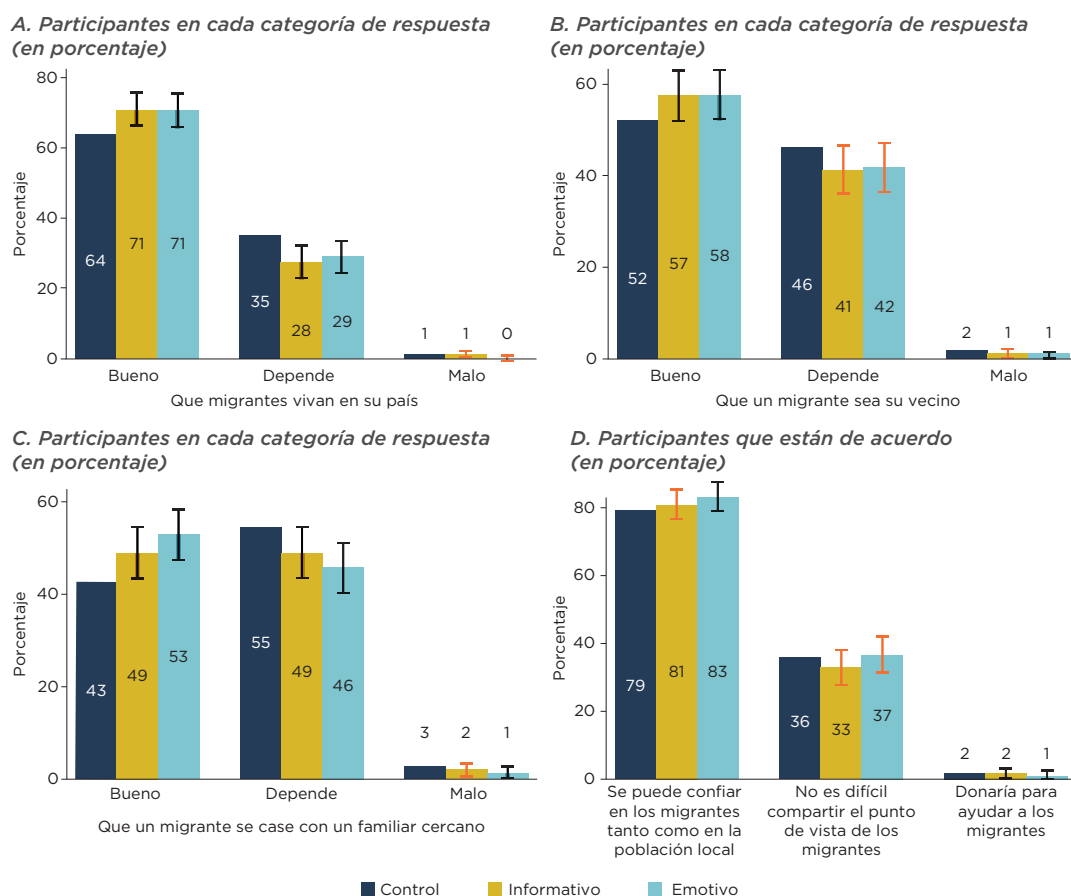 A. Participantes en cada categoría de respuesta
(en porcentaje)
80
60
40
20
0
Porcentaje
64
71
71
35
28
29
1
1
0
Bueno
Depende
Malo
Que migrantes vivan en su país
B. Participantes en cada categoría de respuesta
(en porcentaje)
60
40
20
0
Porcentaje
52
57
58
46
41
42
2
1
1
Bueno
Depende
Malo
Que un migrante sea su vecino
C. Participantes en cada categoría de respuesta
(en porcentaje)
60
40
20
0
Porcentaje
43
49
53
55
49
46
3
2
1
Bueno
Depende
Malo
Que un migrante se case con un familiar cercano
D. Participantes que están de acuerdo
(en porcentaje)
80
60
40
20
0
Porcentaje
79
81
83
36
33
37
2
2
1
Se puede confiar
en los migrantes
tanto como en la
población local
No es difícil
compartir el punto
de vista de los
migrantes
Donaría para
ayudar a los
migrantes
Control
Informativo
Emotivo